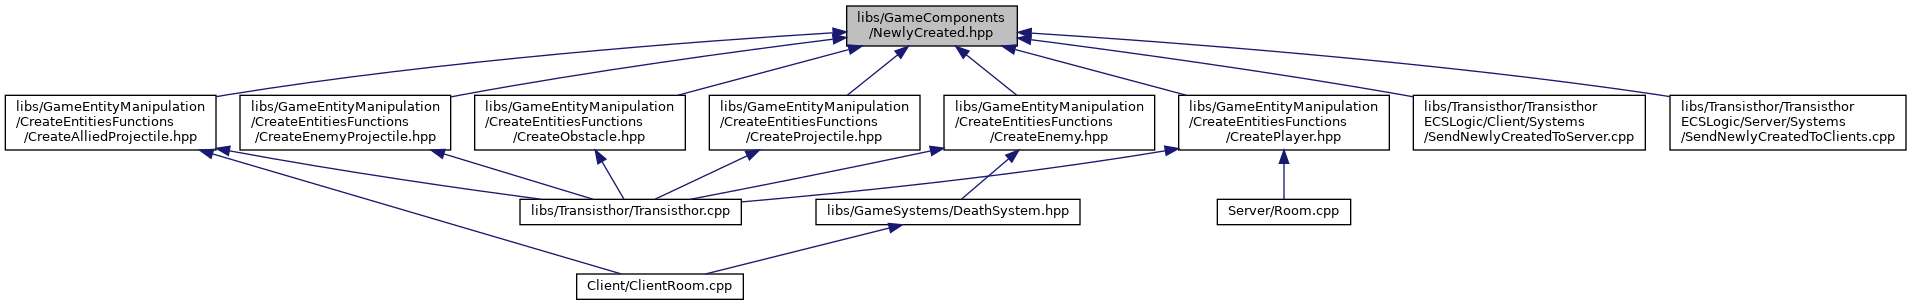 libs/GameComponents
/NewlyCreated.hpp
libs/GameEntityManipulation
/CreateEntitiesFunctions
/CreateAlliedProjectile.hpp
libs/GameEntityManipulation
/CreateEntitiesFunctions
/CreateEnemyProjectile.hpp
libs/GameEntityManipulation
/CreateEntitiesFunctions
/CreateObstacle.hpp
libs/GameEntityManipulation
/CreateEntitiesFunctions
/CreateProjectile.hpp
libs/GameEntityManipulation
/CreateEntitiesFunctions
/CreateEnemy.hpp
libs/GameEntityManipulation
/CreateEntitiesFunctions
/CreatePlayer.hpp
libs/Transisthor/Transisthor
ECSLogic/Client/Systems
/SendNewlyCreatedToServer.cpp
libs/Transisthor/Transisthor
ECSLogic/Server/Systems
/SendNewlyCreatedToClients.cpp
libs/Transisthor/Transisthor.cpp
libs/GameSystems/DeathSystem.hpp
Server/Room.cpp
Client/ClientRoom.cpp